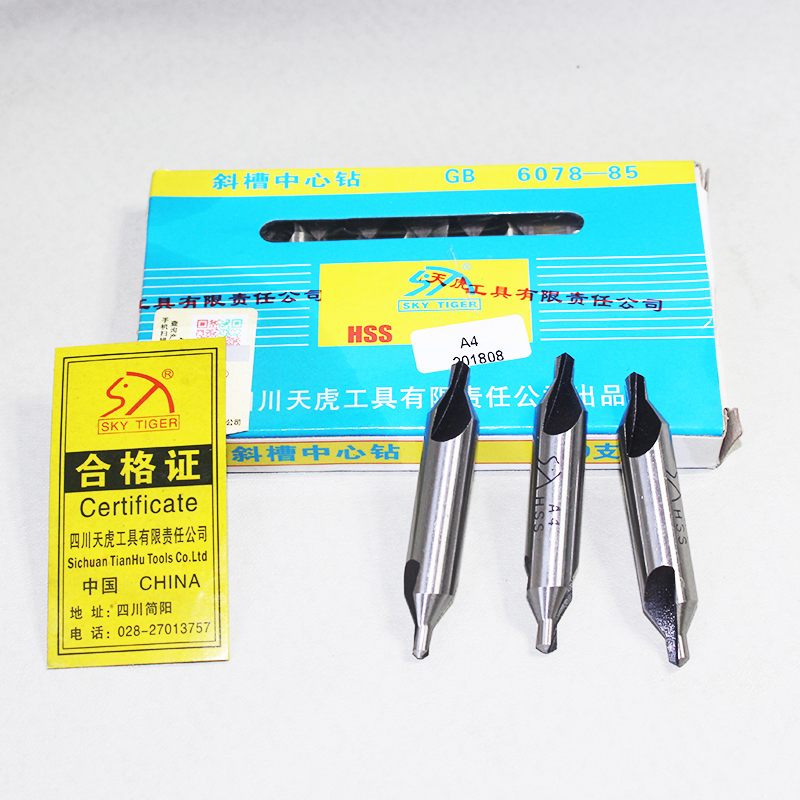 斜槽中心钻 GB 6078—85
天虎工具有限责任公司
工具有限责任公司
SKY TIGER
HSS
A4
201808
川天虎工具有限责任公司出品
斜槽中心钻
支
®
SKY TIGER
合格证
Certificate
四川天虎工具有限责任公司
Sichuan TianHu Tools Co.Ltd
中国 CHINA
地 址: 四川简阳
电 话: 028-27013757
HSS
A4
HSS